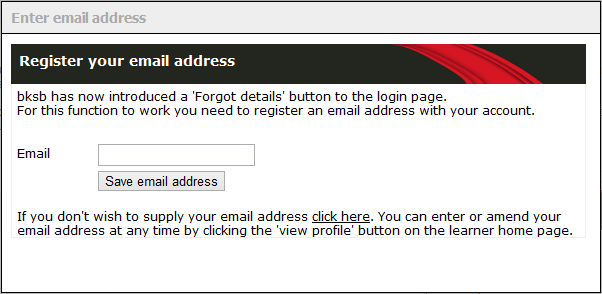 Enter email address
Register your email address
bksb has now introduced a 'Forgot details' button to the login page.
For this function to work you need to register an email address with your account.
Email
Save email address
If you don't wish to supply your email address click here. You can enter or amend your
email address at any time by clicking the 'view profile' button on the learner home page.